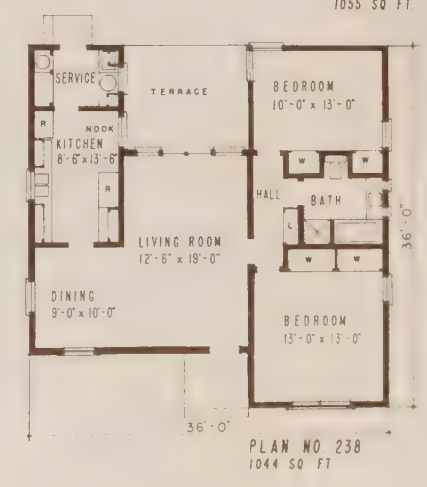 1055 SQ FT
SERVICE
TERRACE
BEDROOM
10'-0" x 13'-0"
R
NOOK
KITCHEN
8'-6" x 13'-6"
W
W
R
HALL
BATH
L
LIVING ROOM
12'-6" x 19'-0"
W
W
36'-0"
DINING
9'-0" x 10'-0"
BEDROOM
13'-0" x 13'-0"
36'-0"
PLAN NO. 238
1044 SQ FT